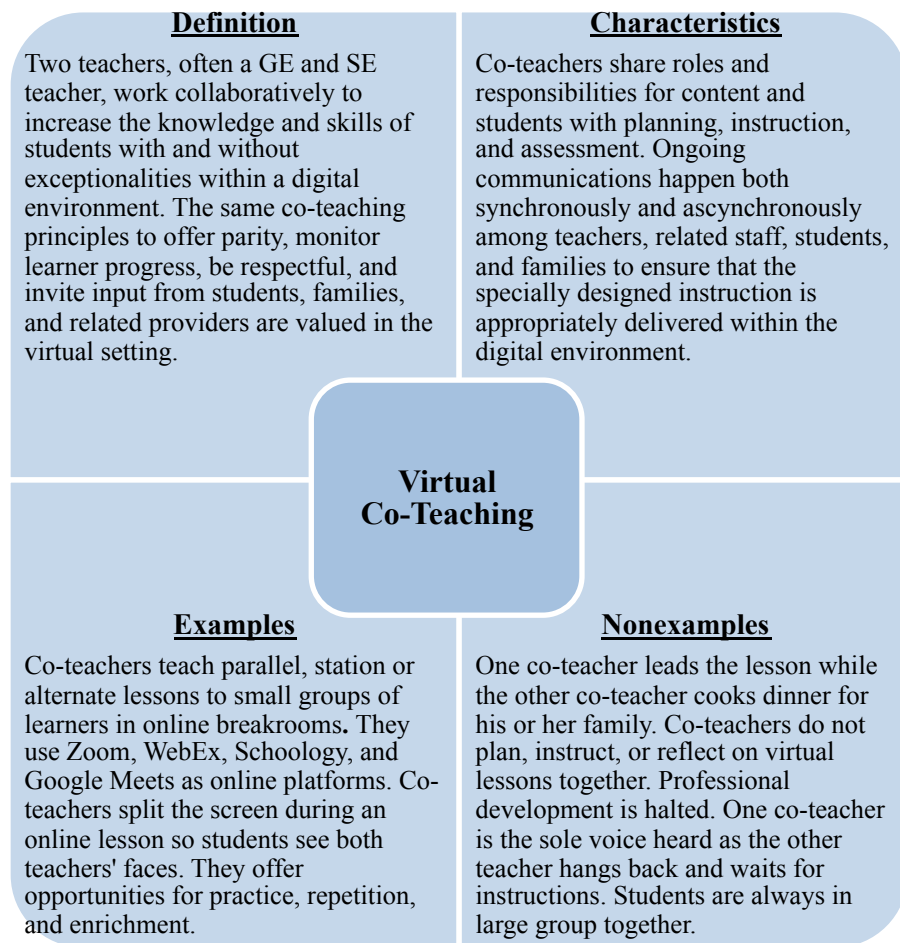 Definition
Two teachers, often a GE and SE
teacher, work collaboratively to
increase the knowledge and skills of
students with and without
exceptionalities within a digital
environment. The same co-teaching
principles to offer parity, monitor
learner progress, be respectful, and
invite input from students, families,
and related providers are valued in the
virtual setting.
Characteristics
Co-teachers share roles and
responsibilities for content and
students with planning, instruction,
and assessment. Ongoing
communications happen both
synchronously and ascynchronously
among teachers, related staff, students,
and families to ensure that the
specially designed instruction is
appropriately delivered within the
digital environment.
Virtual
Co-Teaching
Examples
Co-teachers teach parallel, station or
alternate lessons to small groups of
learners in online breakrooms. They
use Zoom, WebEx, Schoology, and
Google Meets as online platforms. Co-
teachers split the screen during an
online lesson so students see both
teachers' faces. They offer
opportunities for practice, repetition,
and enrichment.
Nonexamples
One co-teacher leads the lesson while
the other co-teacher cooks dinner for
his or her family. Co-teachers do not
plan, instruct, or reflect on virtual
lessons together. Professional
development is halted. One co-teacher
is the sole voice heard as the other
teacher hangs back and waits for
instructions. Students are always in
large group together.